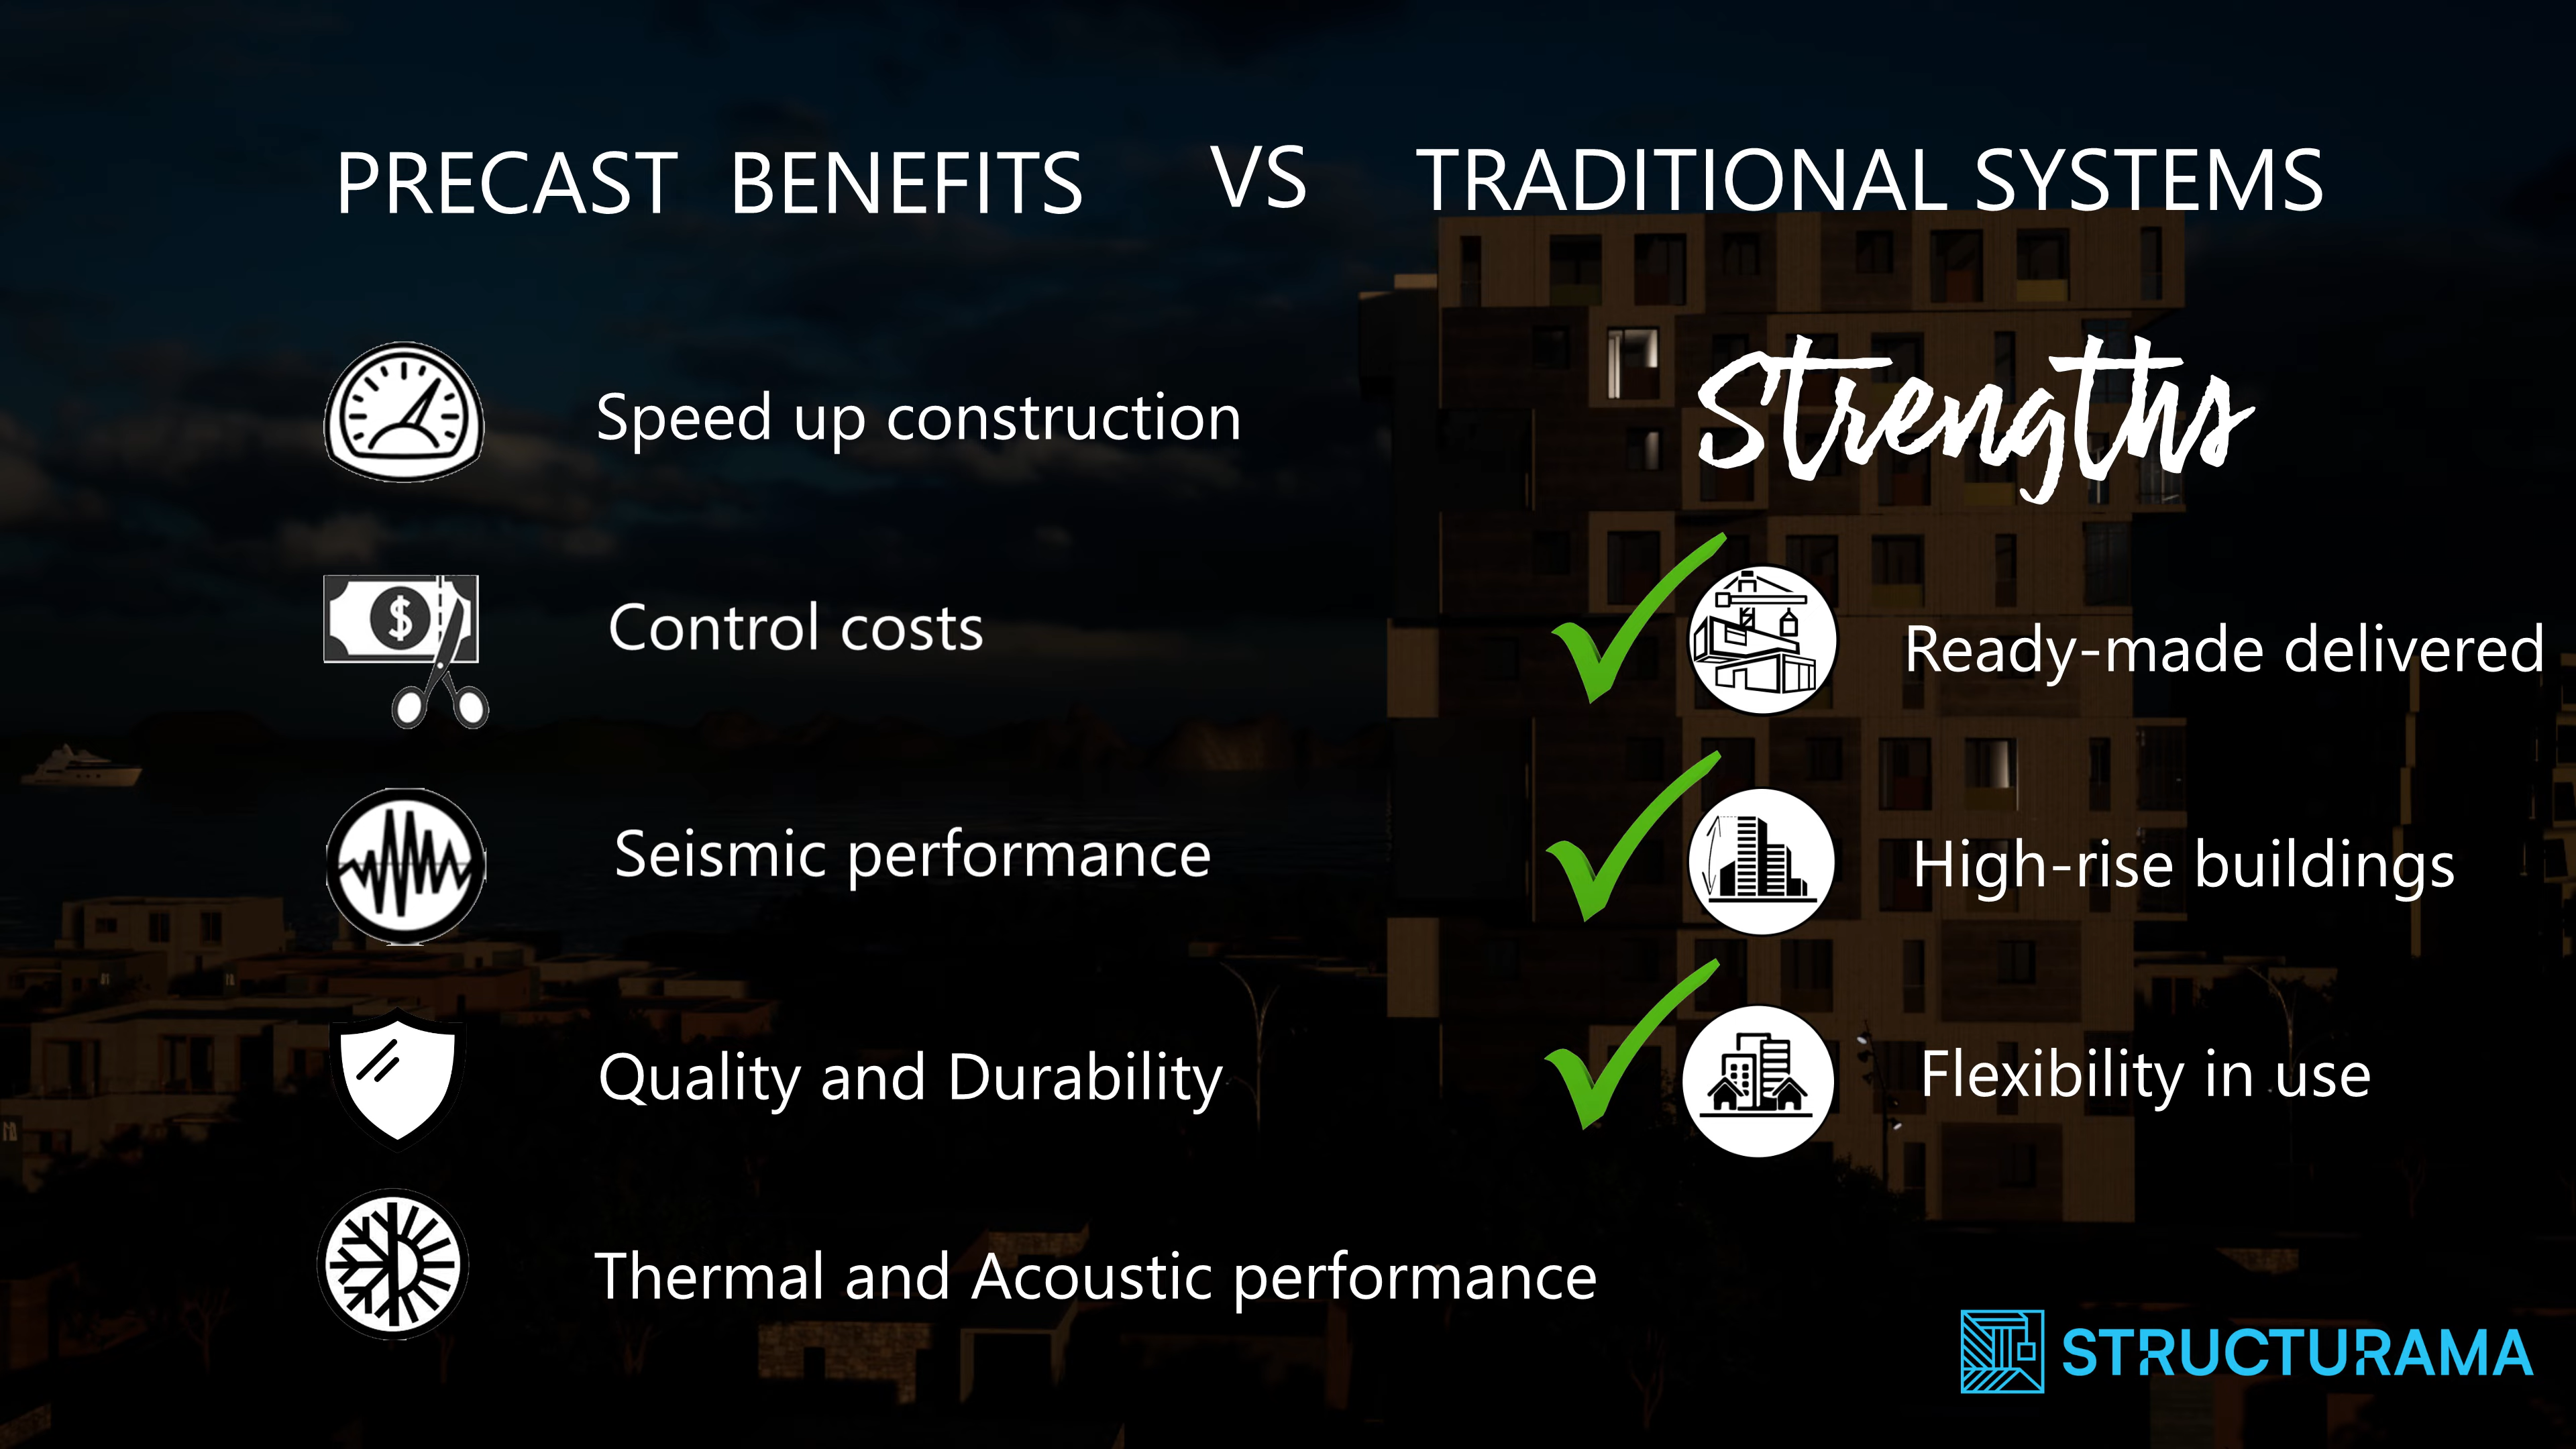 PRECAST BENEFITS VS TRADITIONAL SYSTEMS
Speed up construction
Control costs
Seismic performance
Quality and Durability
Thermal and Acoustic performance
Strengths
Ready-made delivered
High-rise buildings
Flexibility in use
STRUCTURAMA